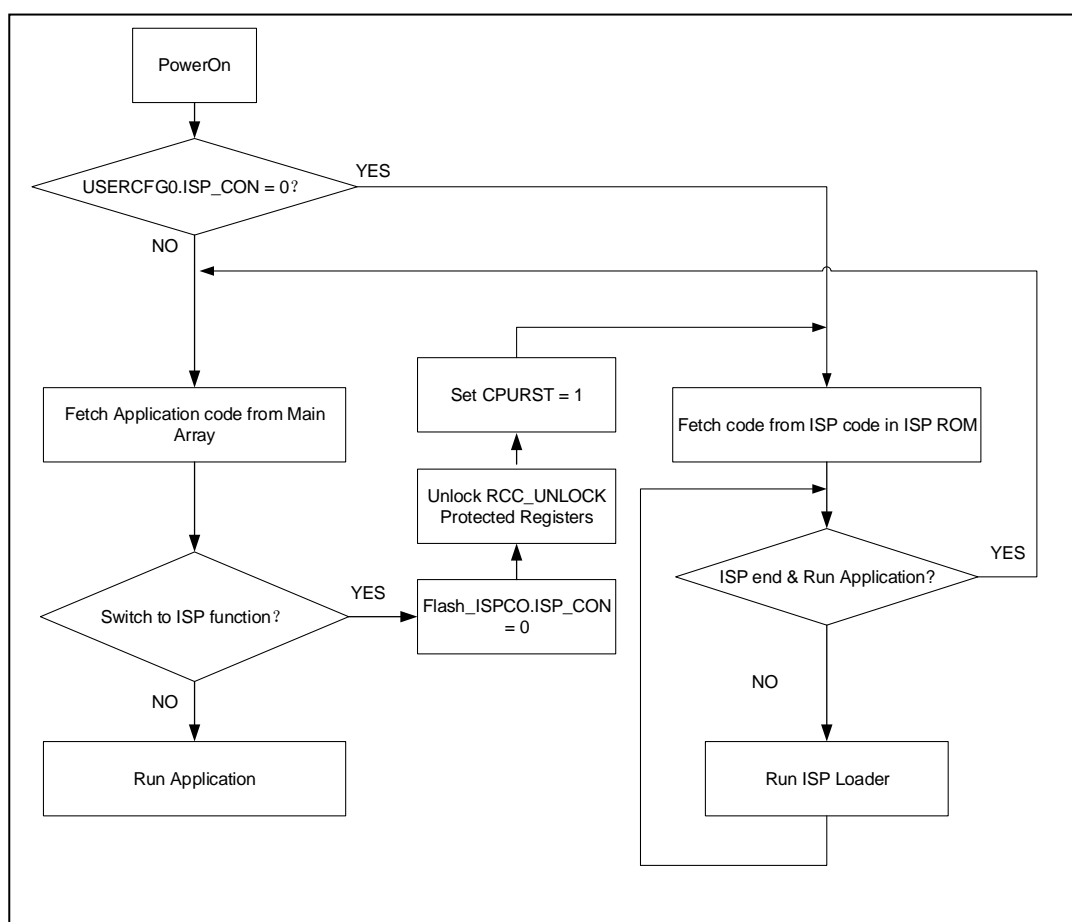 PowerOn
USERCFG0.ISP_CON = 0?
YES
NO
Fetch Application code from Main
Array
Set CPURST = 1
Fetch code from ISP code in ISP ROM
Unlock RCC_UNLOCK
Protected Registers
Switch to ISP function?
YES
Flash_ISPCO.ISP_CON
= 0
ISP end & Run Application?
YES
NO
NO
Run Application
Run ISP Loader